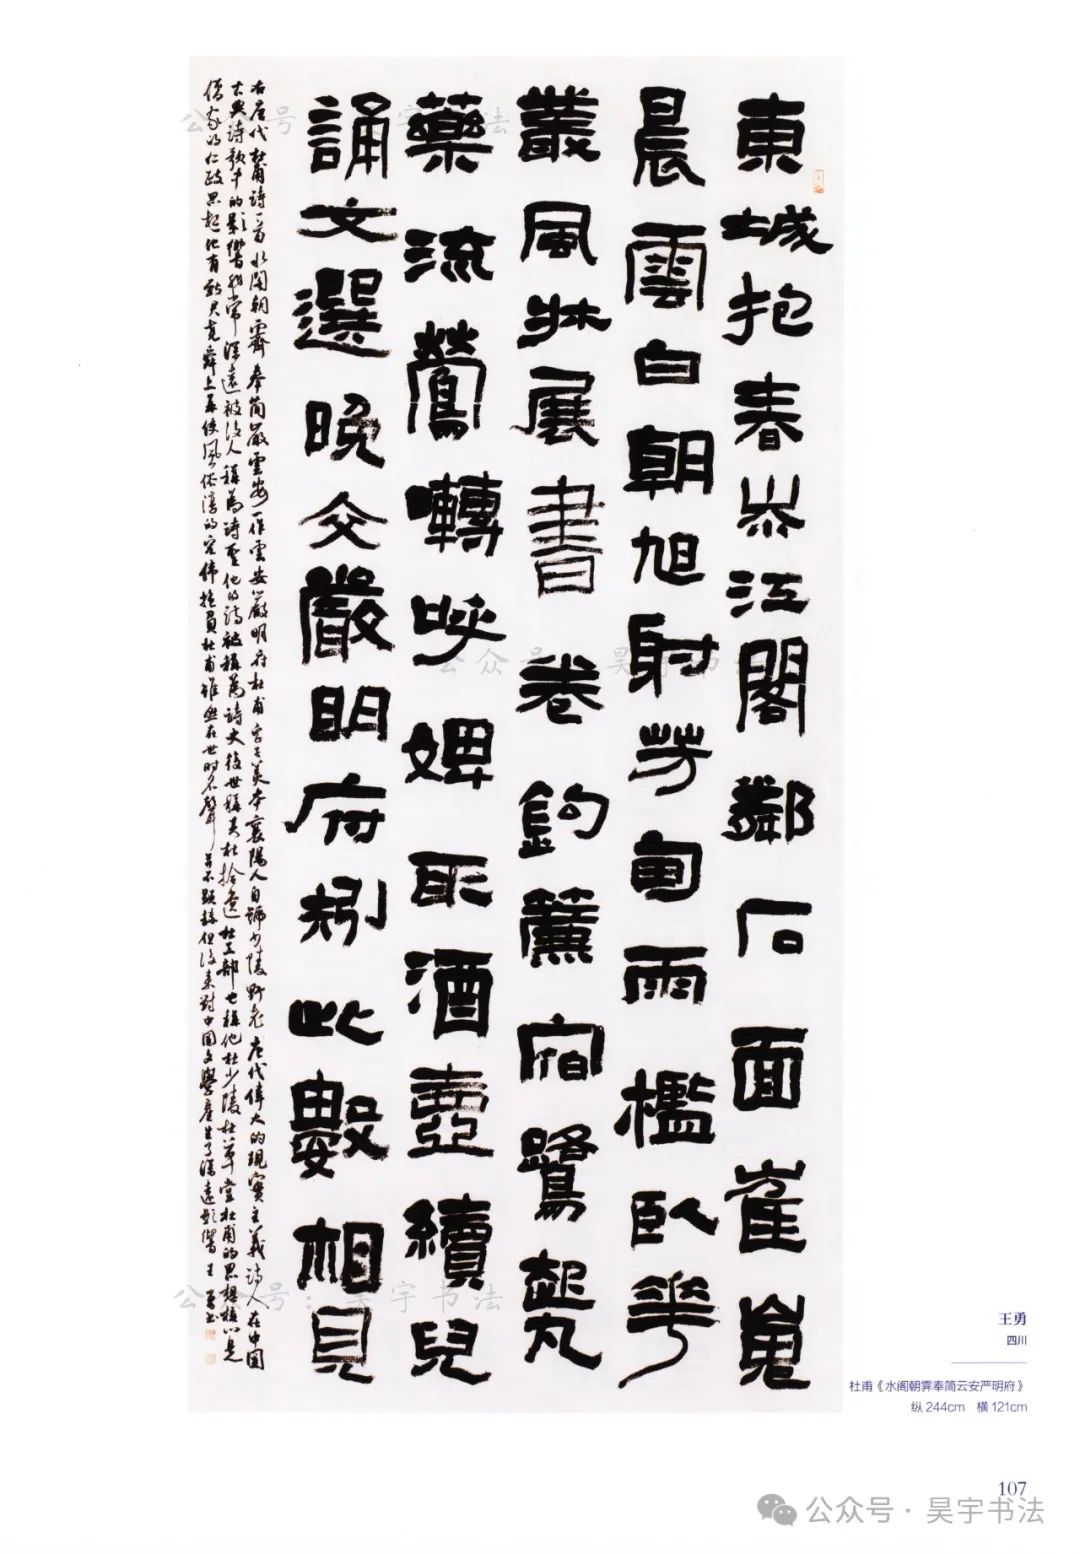 東城抱春岑江閣鄰石面崔嵬
晨雲白朝旭射芳甸雨檻臥華
叢風牀展書卷鈎簾宿鷺起丸
藥流鶯囀呼婢取酒壺續兒
誦文選晚交嚴明府矧此數相見
右唐代杜甫詩一首水閣朝霽奉簡嚴雲安一作雲安嚴明府杜甫字子美本襄陽人自號少陵野老唐代偉大的現實主義詩人在中國
古典詩歌中的影響非常深遠被後人稱為詩聖他的詩被稱為詩史後世稱其杜拾遺杜工部也稱他杜少陵杜草堂杜甫的思想核心是
儒家的仁政思想他有致君堯舜上再使風俗淳的宏偉抱負杜甫雖然在世時名聲並不顯赫但後來對中國文學產生了深遠影響王勇書
王勇
四川
杜甫《水阁朝霁奉简云安严明府》
纵244cm 横121cm
107
公众号·昊宇书法
公众号:昊宇书法